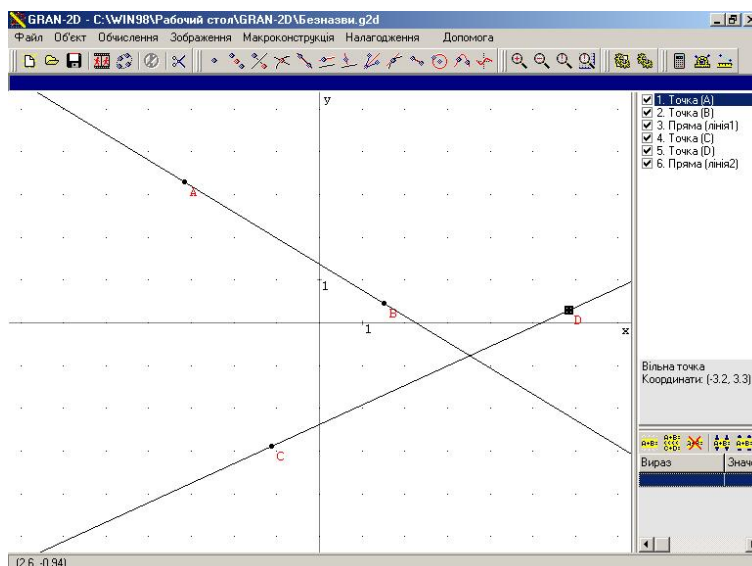 GRAN-2D - C:\WIN98\Рабочий стол\GRAN-2D\Безназви.g2d
Файл Об'єкт Обчислення Зображення Макроконструкція Налагодження Допомога
y
1. Точка (A)
2. Точка (B)
3. Пряма (лінія1)
4. Точка (C)
5. Точка (D)
6. Пряма (лінія2)
A
1
B
D
1
x
Вільна точка
Координати: (-3.2, 3.3)
C
Вираз Знач
(2.6, -0.94)